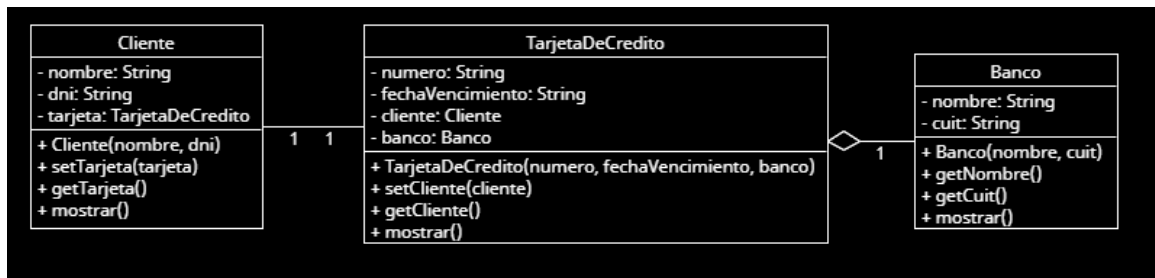 Cliente
- nombre: String
- dni: String
- tarjeta: TarjetaDeCredito
+ Cliente(nombre, dni)
+ setTarjeta(tarjeta)
+ getTarjeta()
+ mostrar()
1 1
TarjetaDeCredito
- numero: String
- fechaVencimiento: String
- cliente: Cliente
- banco: Banco
+ TarjetaDeCredito(numero, fechaVencimiento, banco)
+ setCliente(cliente)
+ getCliente()
+ mostrar()
1
Banco
- nombre: String
- cuit: String
+ Banco(nombre, cuit)
+ getNombre()
+ getCuit()
+ mostrar()